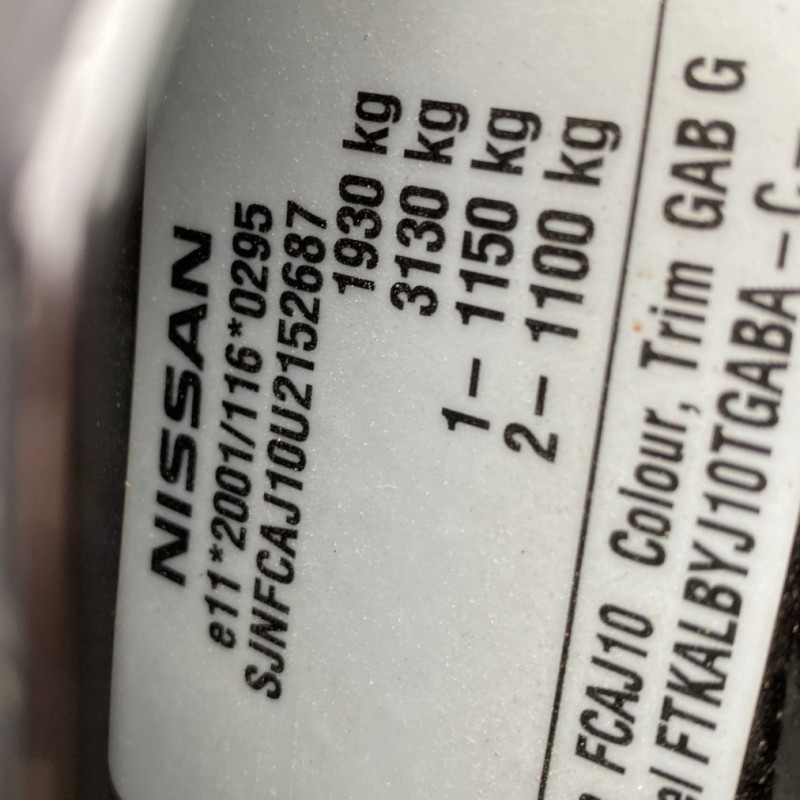 NISSAN
e11*2001/116*0295
SJNFCAJ10U2152687
1930 kg
3130 kg
1– 1150 kg
2– 1100 kg
FCAJ10 Colour, Trim GAB G
FTKALBYJ10TGABA – C